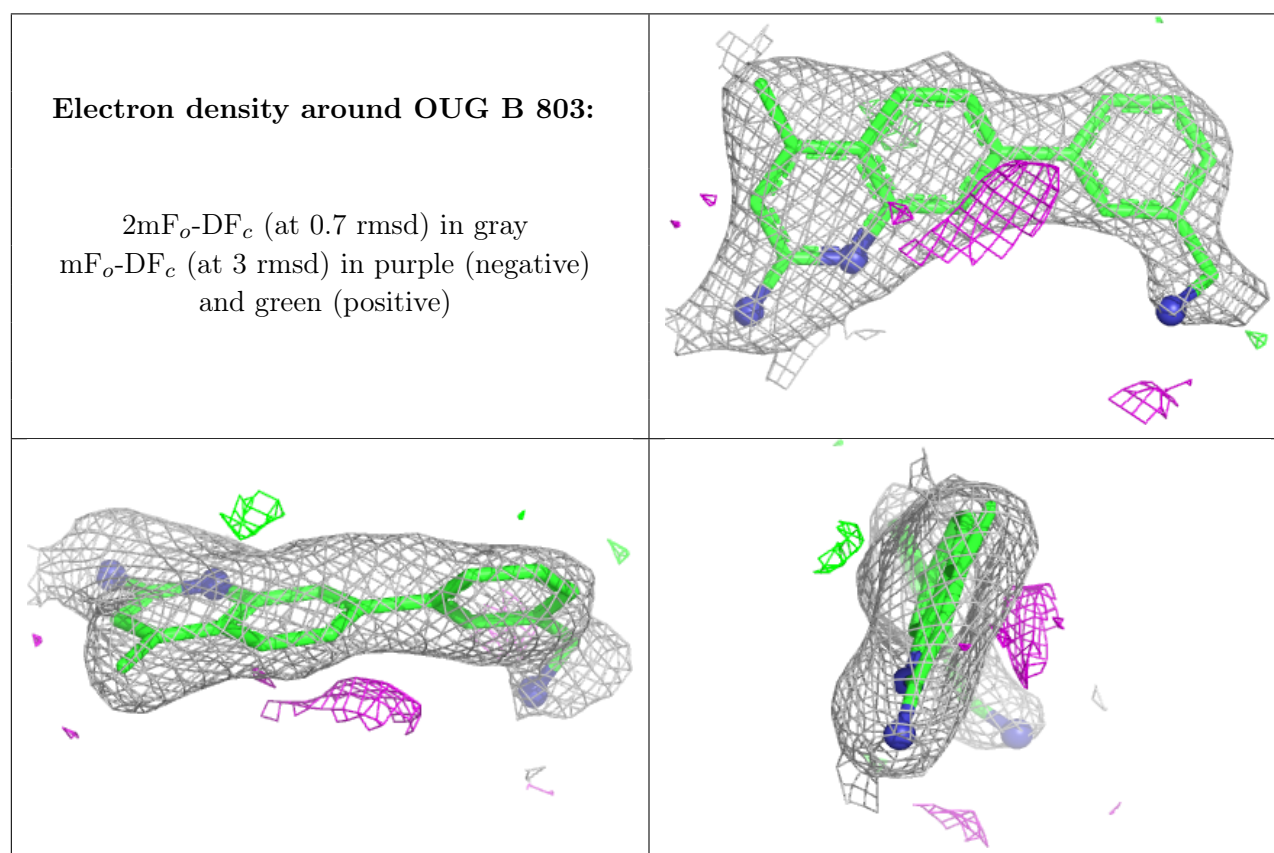 Electron density around OUG B 803:
2mFo-DFc (at 0.7 rmsd) in gray
mFo-DFc (at 3 rmsd) in purple (negative)
and green (positive)